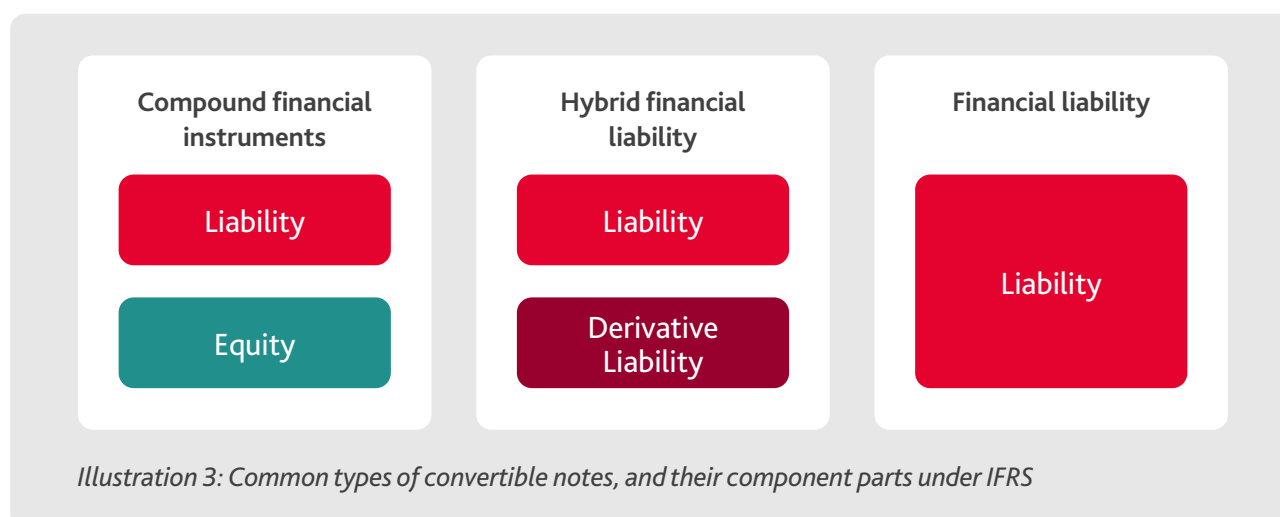 Compound financial
instruments
Liability
Equity
Hybrid financial
liability
Liability
Derivative
Liability
Financial liability
Liability
Illustration 3: Common types of convertible notes, and their component parts under IFRS